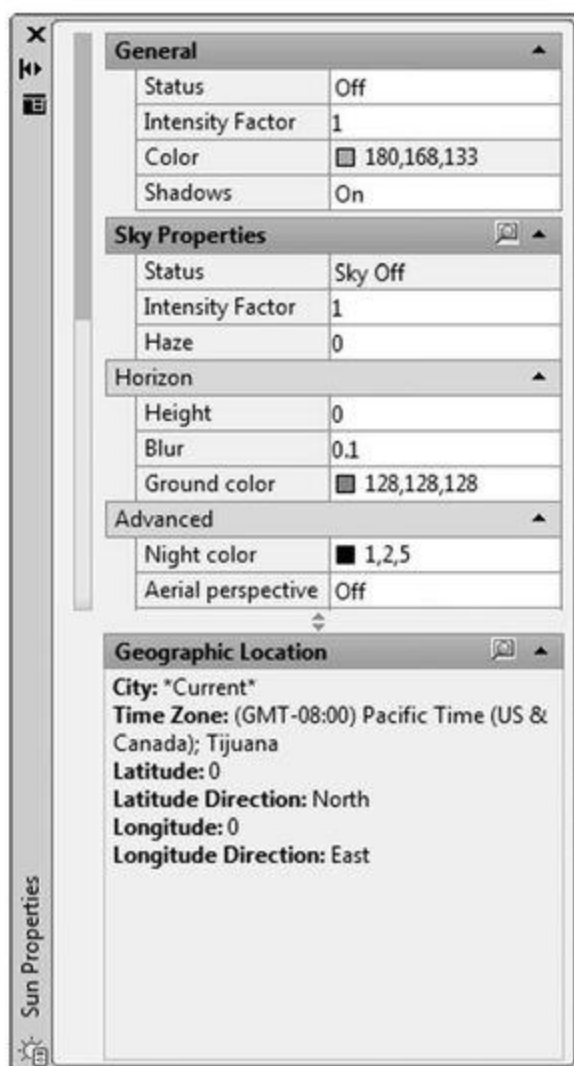 General
Status Off
Intensity Factor 1
Color 180,168,133
Shadows On
Sky Properties
Status Sky Off
Intensity Factor 1
Haze 0
Horizon
Height 0
Blur 0.1
Ground color 128,128,128
Advanced
Night color 1,2,5
Aerial perspective Off
Geographic Location
City: *Current*
Time Zone: (GMT-08:00) Pacific Time (US &
Canada); Tijuana
Latitude: 0
Latitude Direction: North
Longitude: 0
Longitude Direction: East
Sun Properties